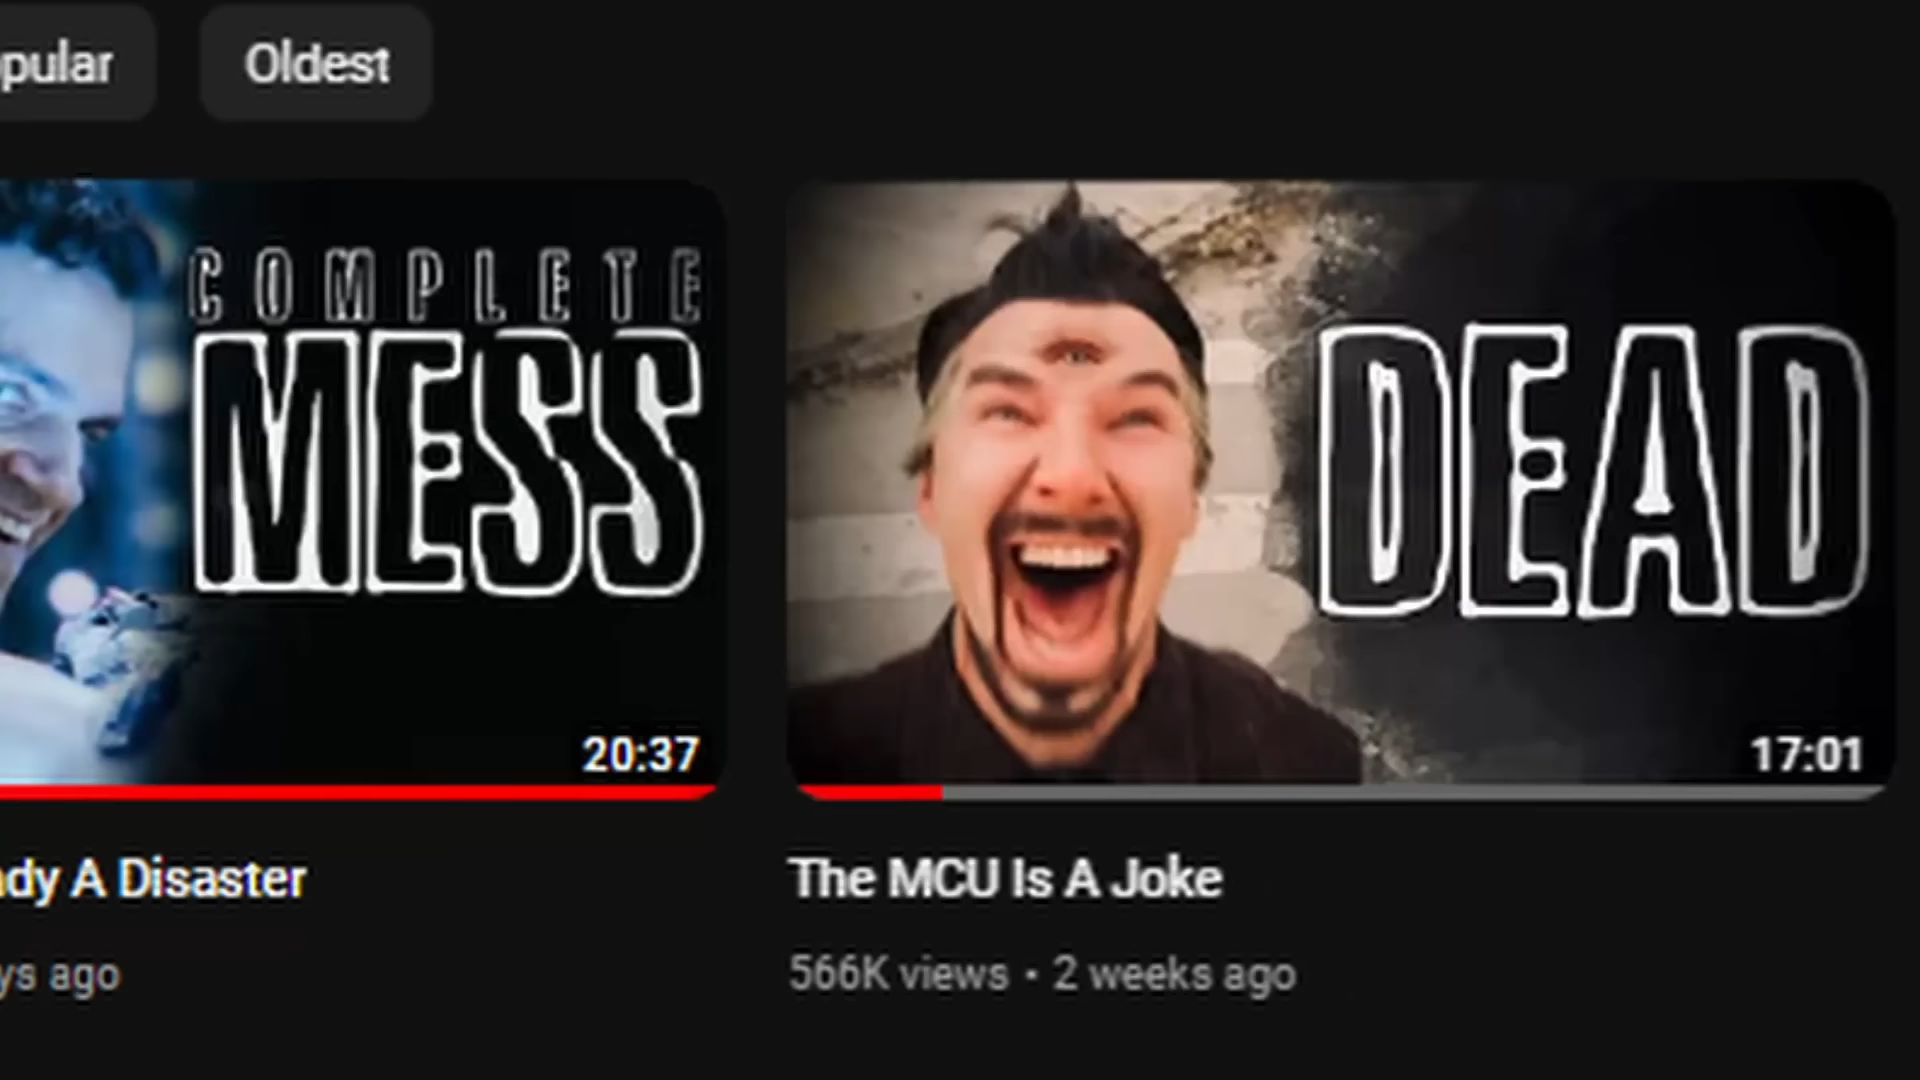 pular
Oldest
COMPLETE
MESS
20:37
DEAD
17:01
dy A Disaster
The MCU Is A Joke
ys ago
566K views • 2 weeks ago